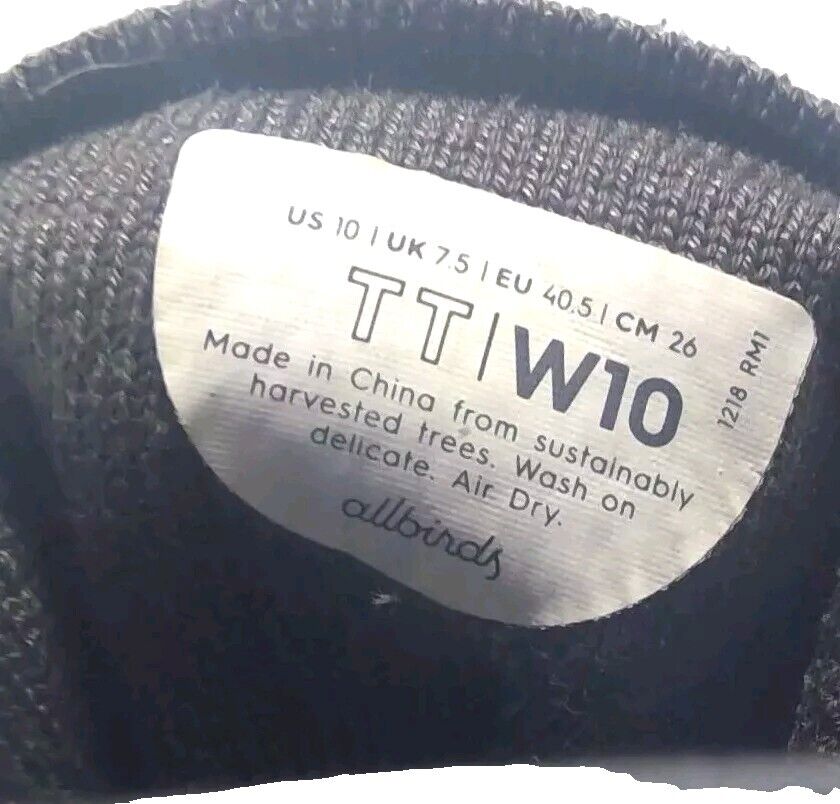 US 10 | UK 7.5 | EU 40.5 | CM 26
TT | W10
Made in China from sustainably
harvested trees. Wash on
delicate. Air Dry.
allbirds
1218 RM1